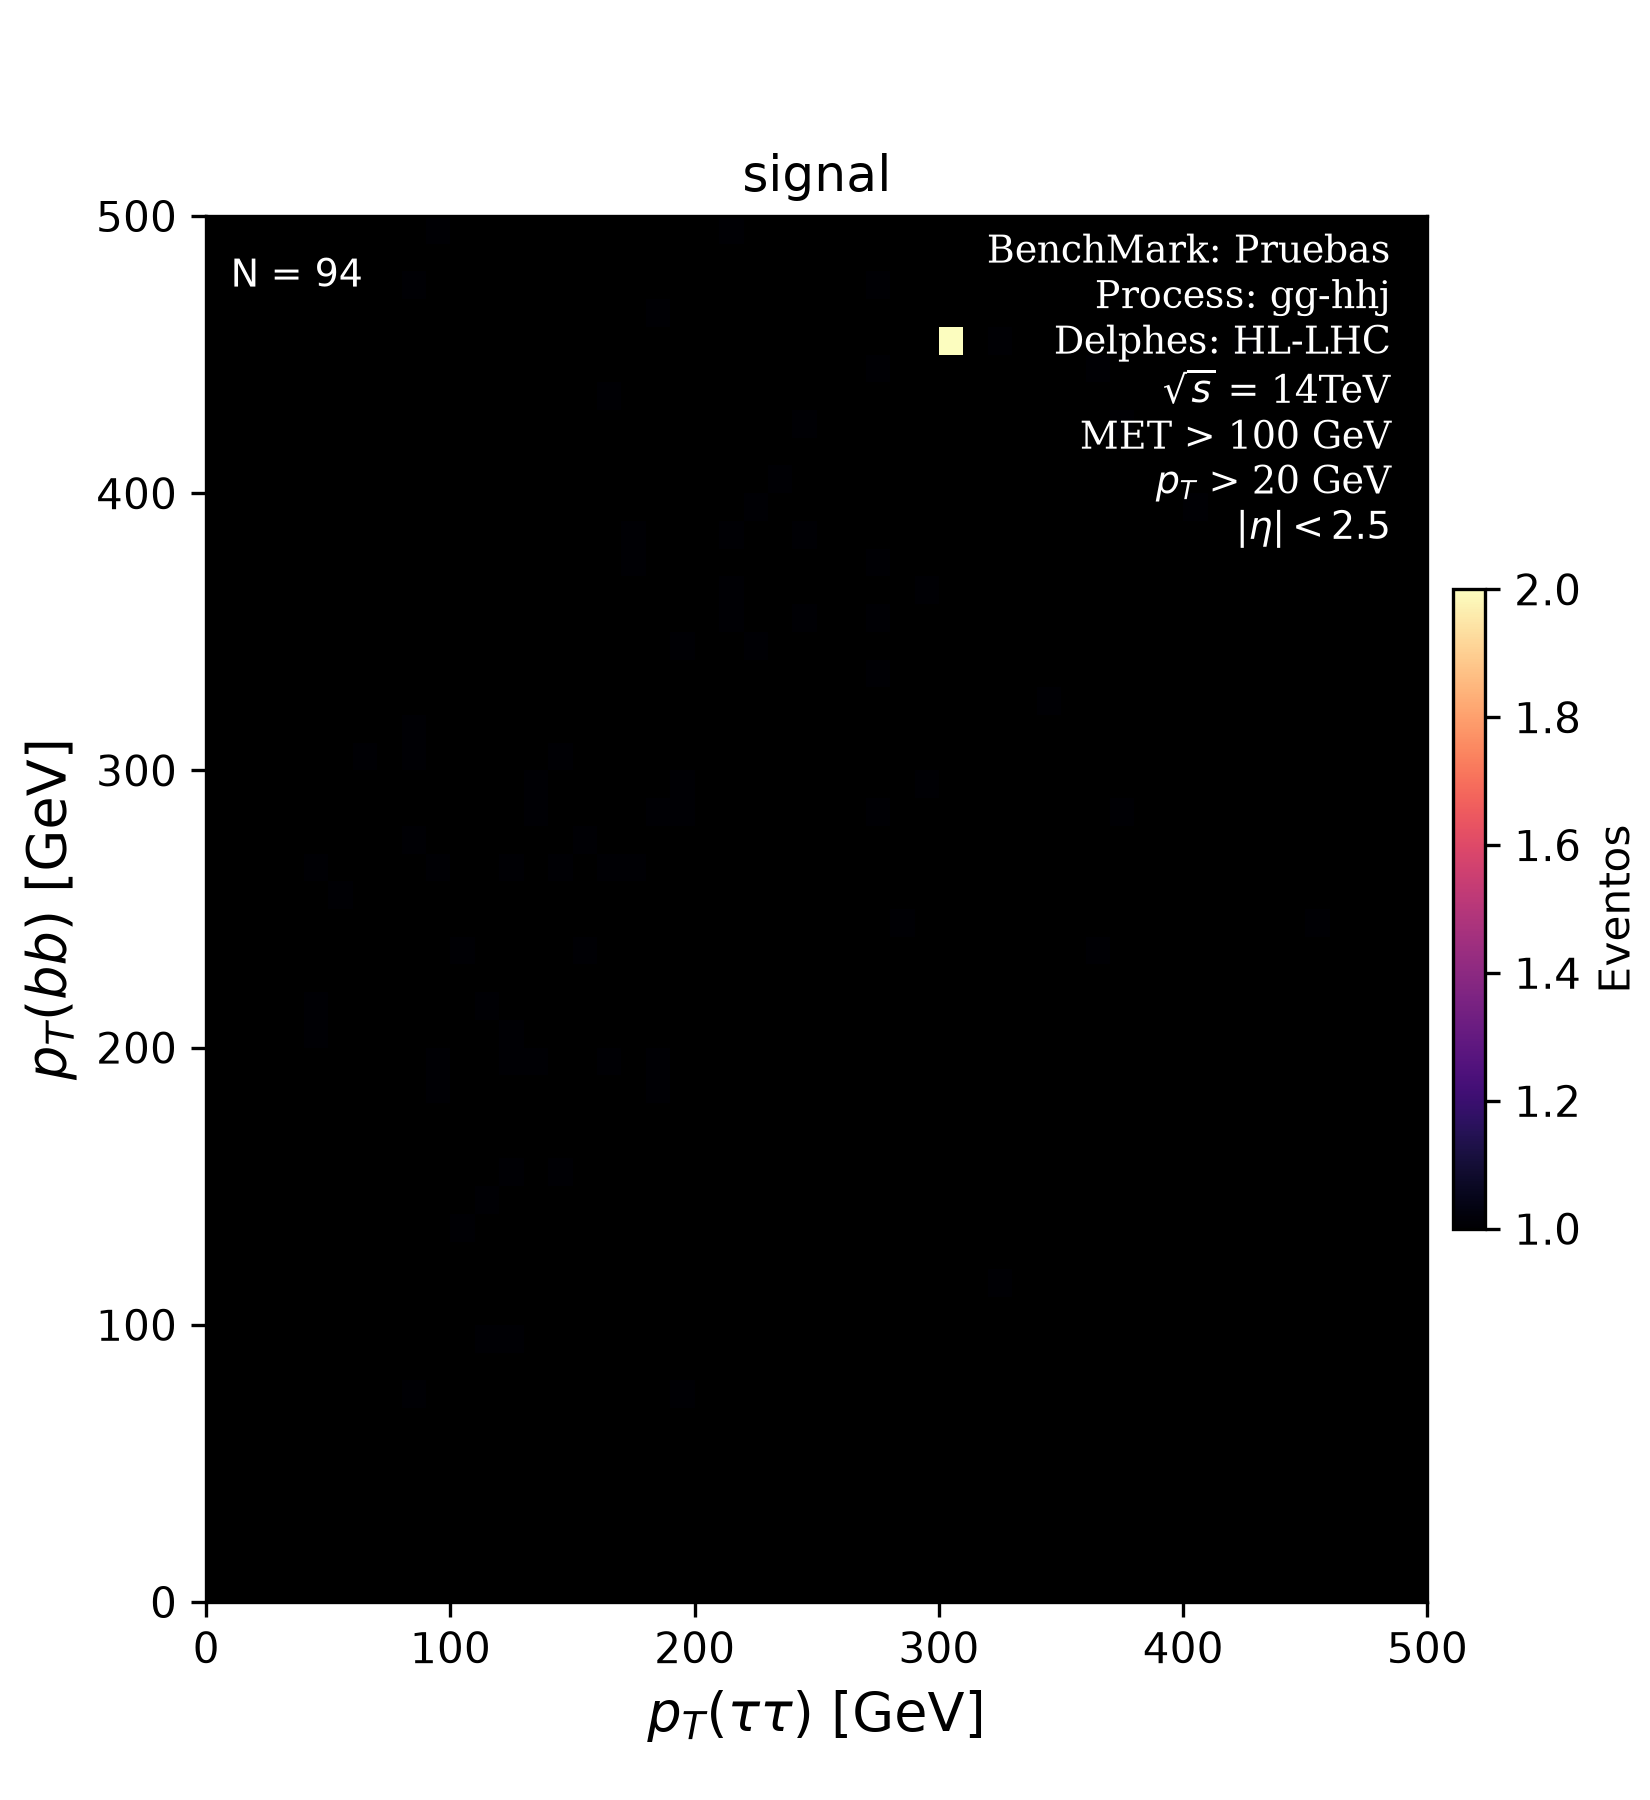 signal
N = 94
BenchMark: Pruebas
Process: gg-hhj
Delphes: HL-LHC
√s = 14TeV
MET > 100 GeV
p_T > 20 GeV
|η| < 2.5
500
400
300
200
100
0
p_T(bb) [GeV]
0 100 200 300 400 500
p_T(ττ) [GeV]
2.0
1.8
1.6
1.4
1.2
1.0
Eventos